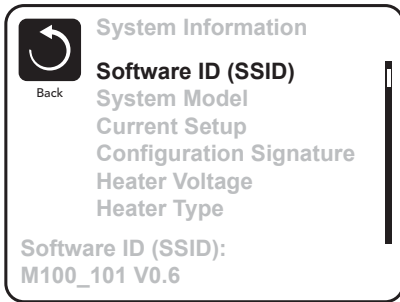 System Information
Software ID (SSID)
Back
System Model
Current Setup
Configuration Signature
Heater Voltage
Heater Type
Software ID (SSID):
M100_101 V0.6